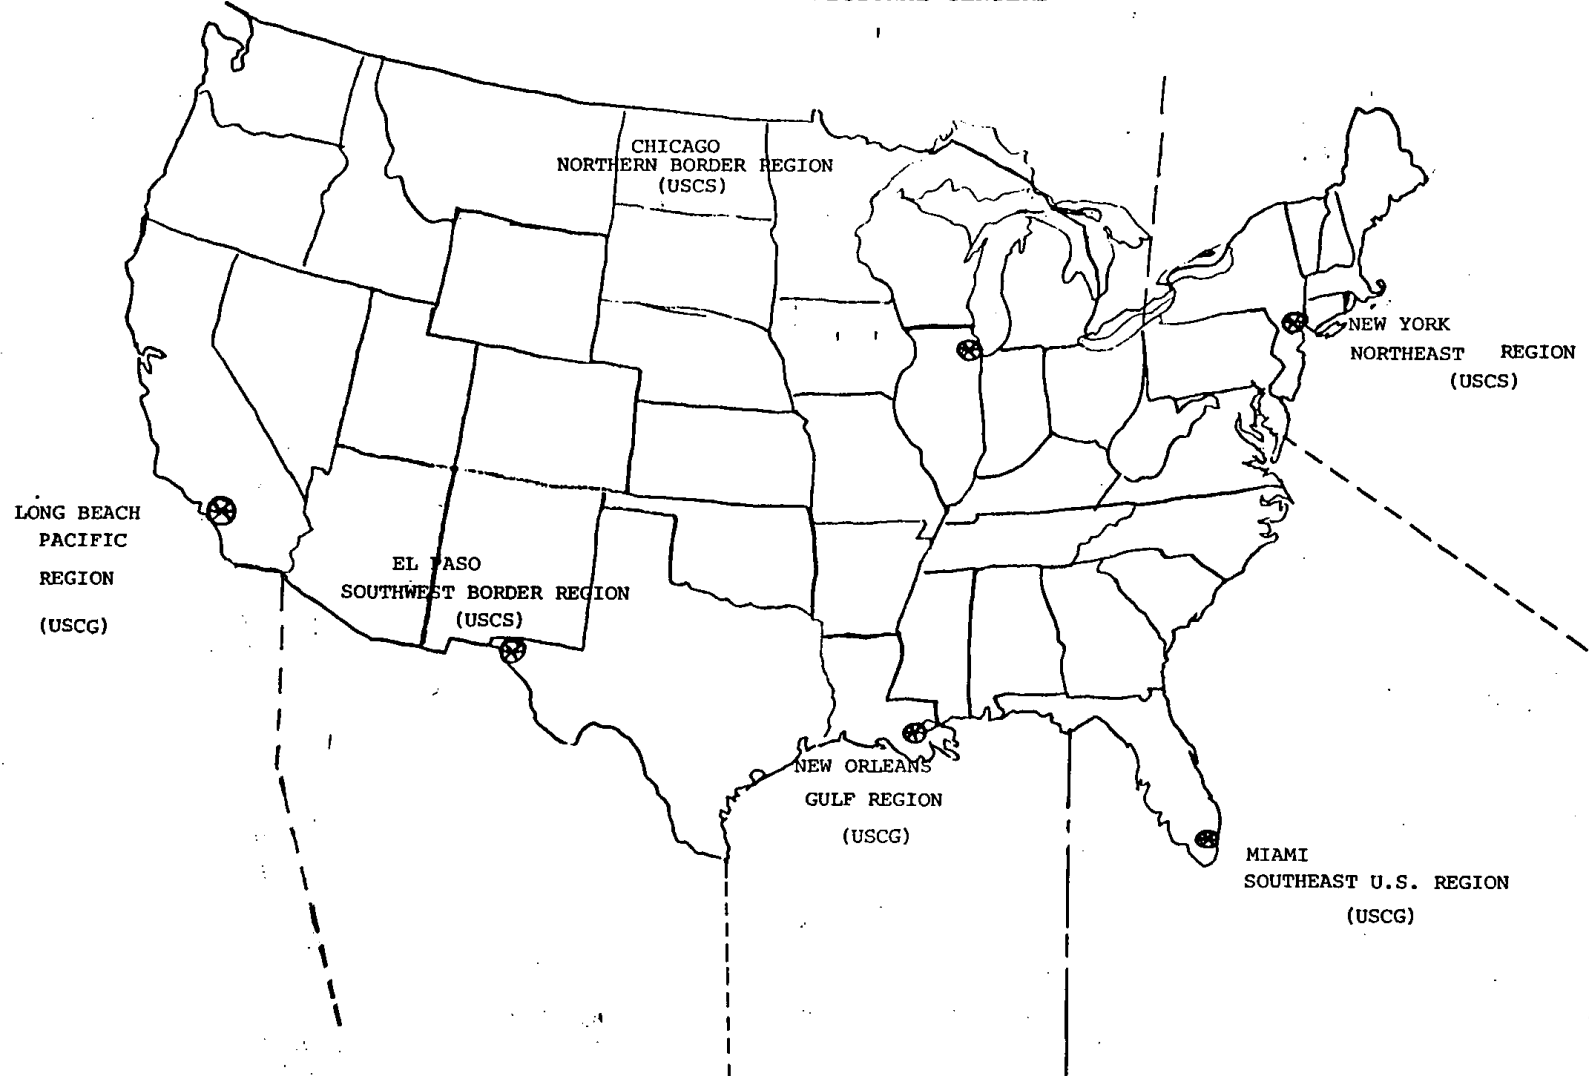 CHICAGO
NORTHERN BORDER REGION
(USCS)
NEW YORK
NORTHEAST REGION
(USCS)
LONG BEACH
PACIFIC
REGION
(USCG)
EL PASO
SOUTHWEST BORDER REGION
(USCS)
NEW ORLEANS
GULF REGION
(USCG)
MIAMI
SOUTHEAST U.S. REGION
(USCG)